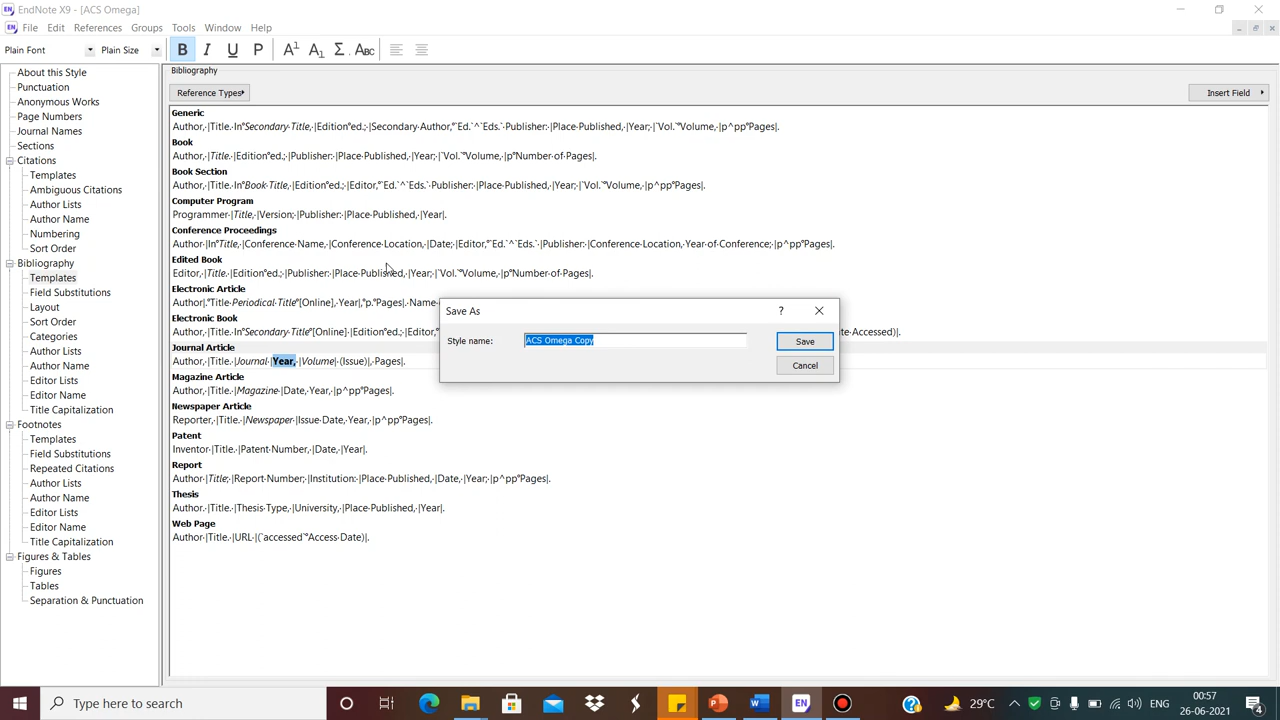 EndNote X9 - [ACS Omega]
File Edit References Groups Tools Window Help
Plain Font Plain Size B I U P A¹ A₁ Σ ABC
About this Style
Punctuation
Anonymous Works
Page Numbers
Journal Names
Sections
Citations
Templates
Ambiguous Citations
Author Lists
Author Name
Numbering
Sort Order
Bibliography
Templates
Field Substitutions
Layout
Sort Order
Categories
Author Lists
Author Name
Editor Lists
Editor Name
Title Capitalization
Footnotes
Templates
Field Substitutions
Repeated Citations
Author Lists
Author Name
Editor Lists
Editor Name
Title Capitalization
Figures & Tables
Figures
Tables
Separation & Punctuation
Bibliography
Reference Types Insert Field
Generic
Author,·|Title.·In°Secondary·Title,·|Edition°ed.;·|Secondary·Author,°`Ed.`^`Eds.`·Publisher:·|Place·Published,·|Year;·|`Vol.`°Volume,·|p^pp°Pages|.
Book
Author,·|Title.·|Edition°ed.;·|Publisher:·|Place·Published,·|Year;·|`Vol.`°Volume,·|p°Number·of·Pages|.
Book Section
Author,·|Title.·In°Book·Title,·|Edition°ed.;·|Editor,°`Ed.`^`Eds.`·Publisher:·|Place·Published,·|Year;·|`Vol.`°Volume,·|p^pp°Pages|.
Computer Program
Programmer·|Title,·|Version;·|Publisher:·|Place·Published,·|Year|.
Conference Proceedings
Author·|In°Title,·|Conference·Name,·|Conference·Location,·|Date;·|Editor,°`Ed.`^`Eds.`·|Publisher:·|Conference·Location,·Year·of·Conference;·|p^pp°Pages|.
Edited Book
Editor,·|Title.·|Edition°ed.;·|Publisher:·|Place·Published,·|Year;·|`Vol.`°Volume,·|p°Number·of·Pages|.
Electronic Article
Author|.°Title·Periodical·Title°[Online],·Year|,°p.°Pages|.·Name
Electronic Book
Author,·|Title.·In°Secondary·Title°[Online]·Edition°ed.;·|Editor,° te·Accessed)|.
Journal Article
Author,·|Title.·|Journal·|Year,·|Volume|·(Issue)|,·Pages|.
Magazine Article
Author,·|Title.·|Magazine·|Date,·Year,·|p^pp°Pages|.
Newspaper Article
Reporter,·|Title.·|Newspaper·|Issue·Date,·Year,·|p^pp°Pages|.
Patent
Inventor·|Title.·|Patent·Number,·|Date,·|Year|.
Report
Author·|Title;·|Report·Number;·|Institution:·|Place·Published,·|Date,·|Year;·|p^pp°Pages|.
Thesis
Author·|Title.·|Thesis·Type,·|University,·|Place·Published,·|Year|.
Web Page
Author·|Title.·|URL·|(`accessed`°Access·Date)|.
Save As ?
Style name: ACS Omega Copy Save
Cancel
Type here to search
29°C ENG 00:57
26-06-2021
4